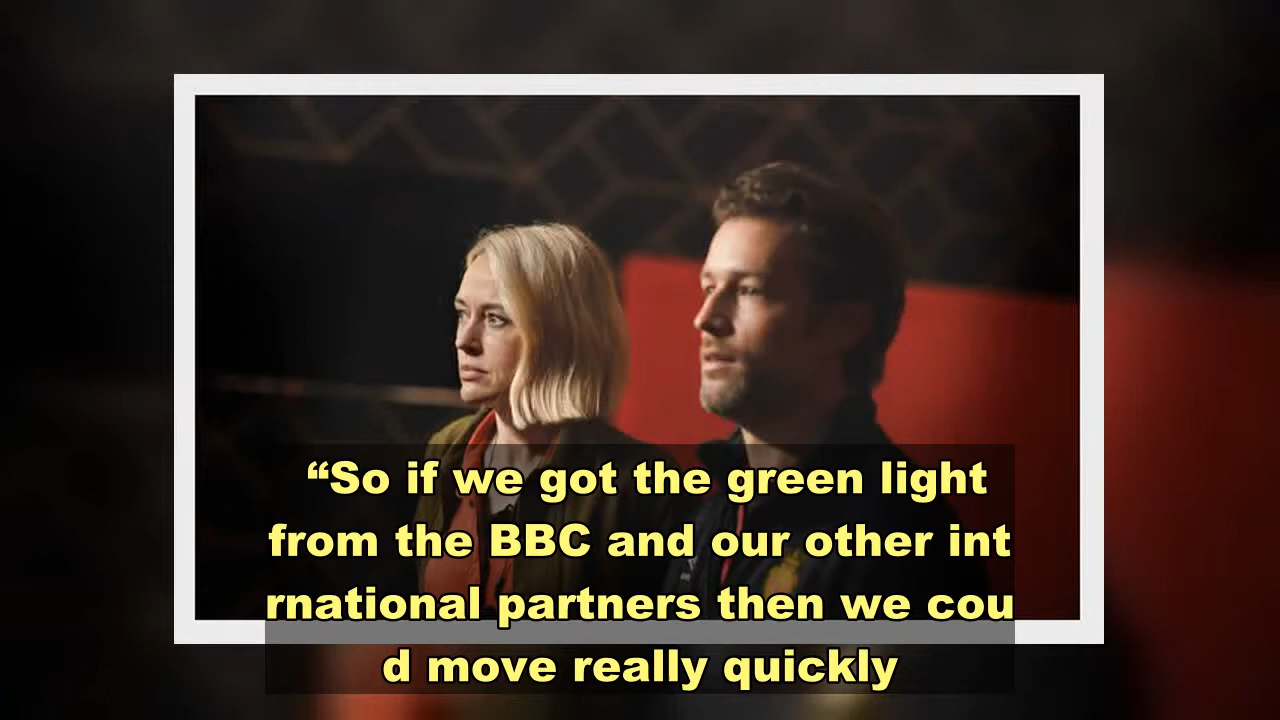 “So if we got the green light
from the BBC and our other int
rnational partners then we cou
d move really quickly